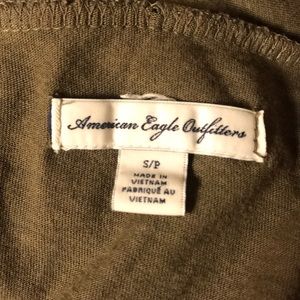 American Eagle Outfitters
S/P
MADE IN
VIETNAM
FABRIQUÉ AU
VIETNAM